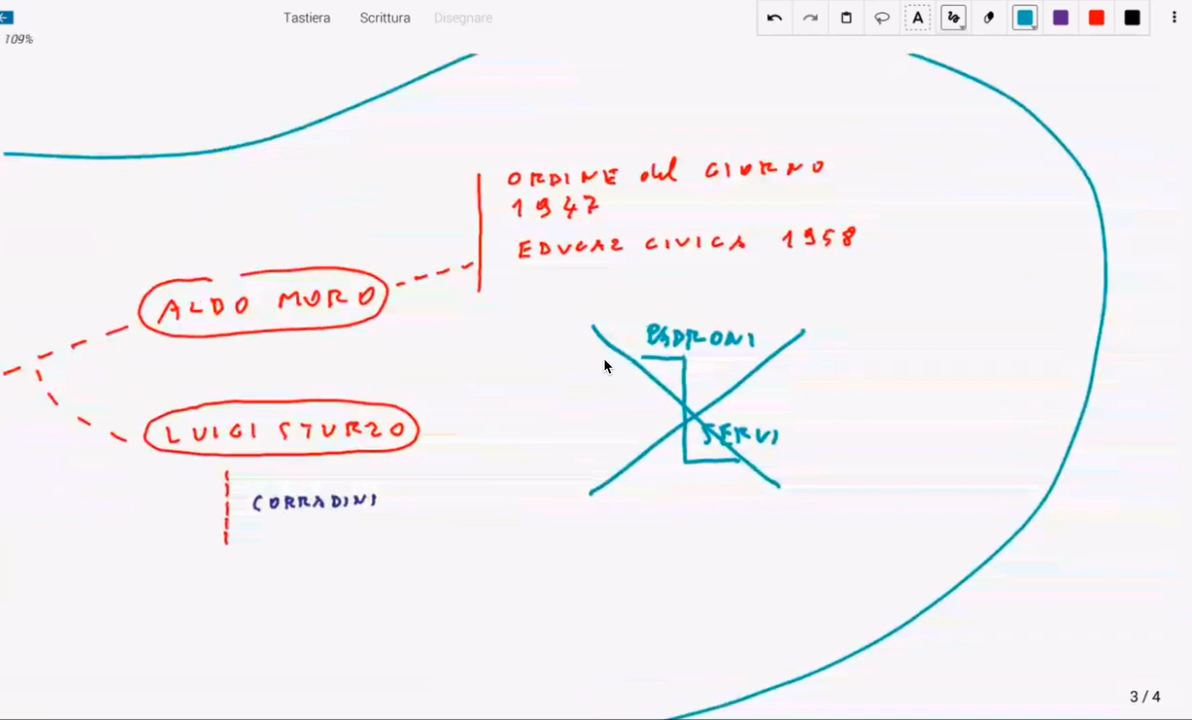 Tastiera Scrittura Disegnare
A
109%
ORDINE del GIORNO
1947
EDUCAZ CIVICA 1958
ALDO MORO
PADRONI
SERVI
LUIGI STURZO
CORRADINI
3 / 4